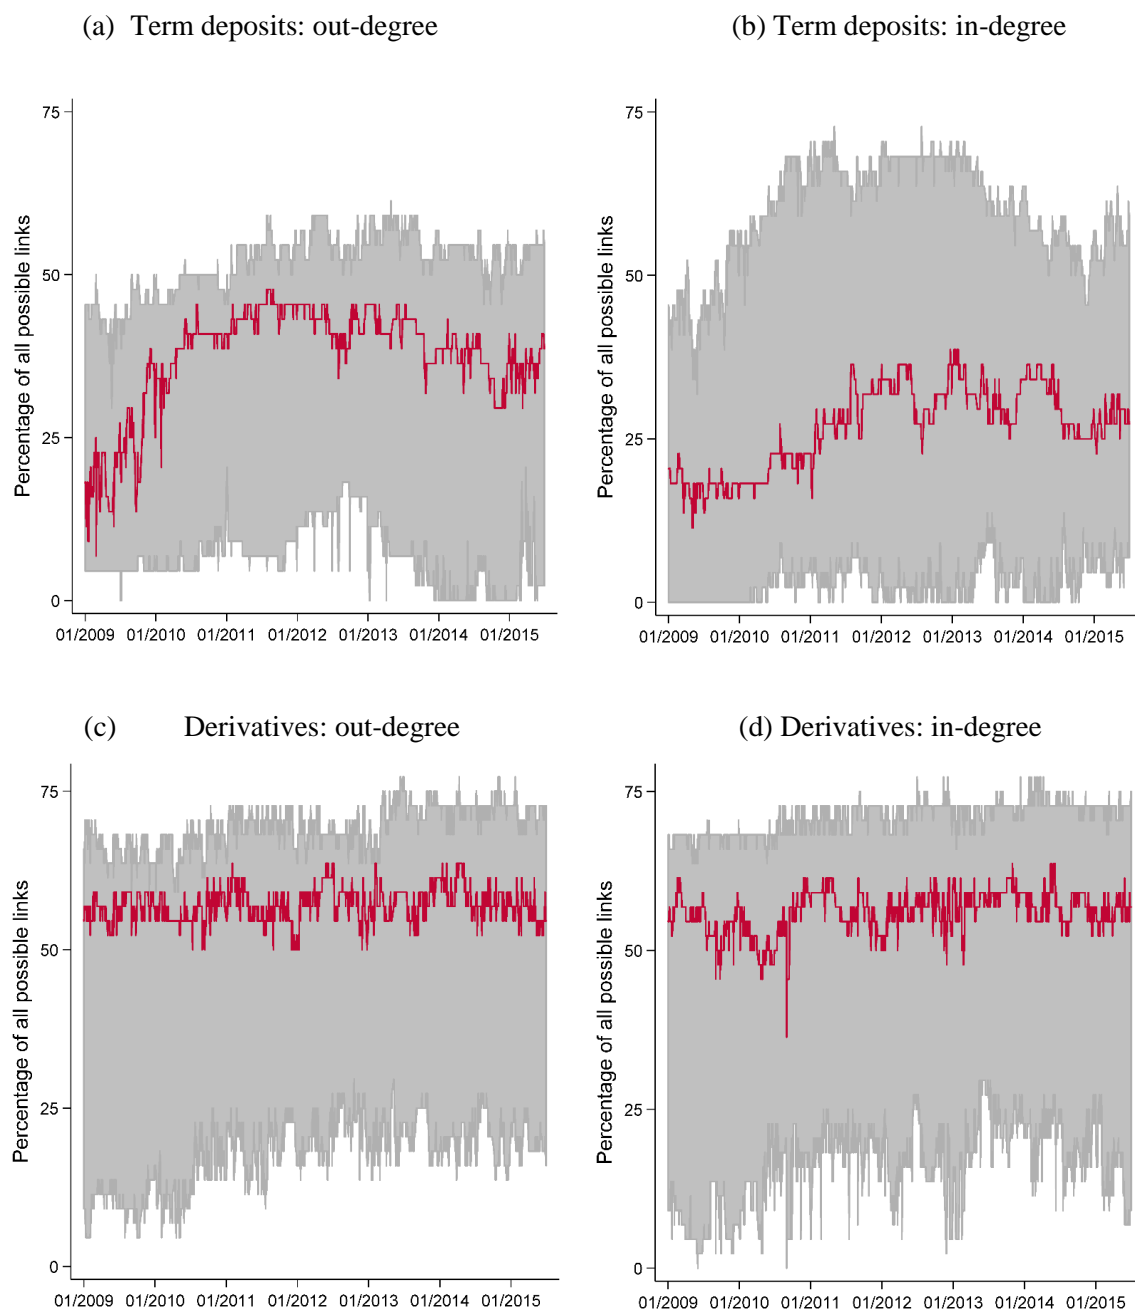 (a) Term deposits: out-degree
(b) Term deposits: in-degree
Percentage of all possible links
75
50
25
0
01/2009 01/2010 01/2011 01/2012 01/2013 01/2014 01/2015
Percentage of all possible links
75
50
25
0
01/2009 01/2010 01/2011 01/2012 01/2013 01/2014 01/2015
(c) Derivatives: out-degree
(d) Derivatives: in-degree
Percentage of all possible links
75
50
25
0
01/2009 01/2010 01/2011 01/2012 01/2013 01/2014 01/2015
Percentage of all possible links
75
50
25
0
01/2009 01/2010 01/2011 01/2012 01/2013 01/2014 01/2015